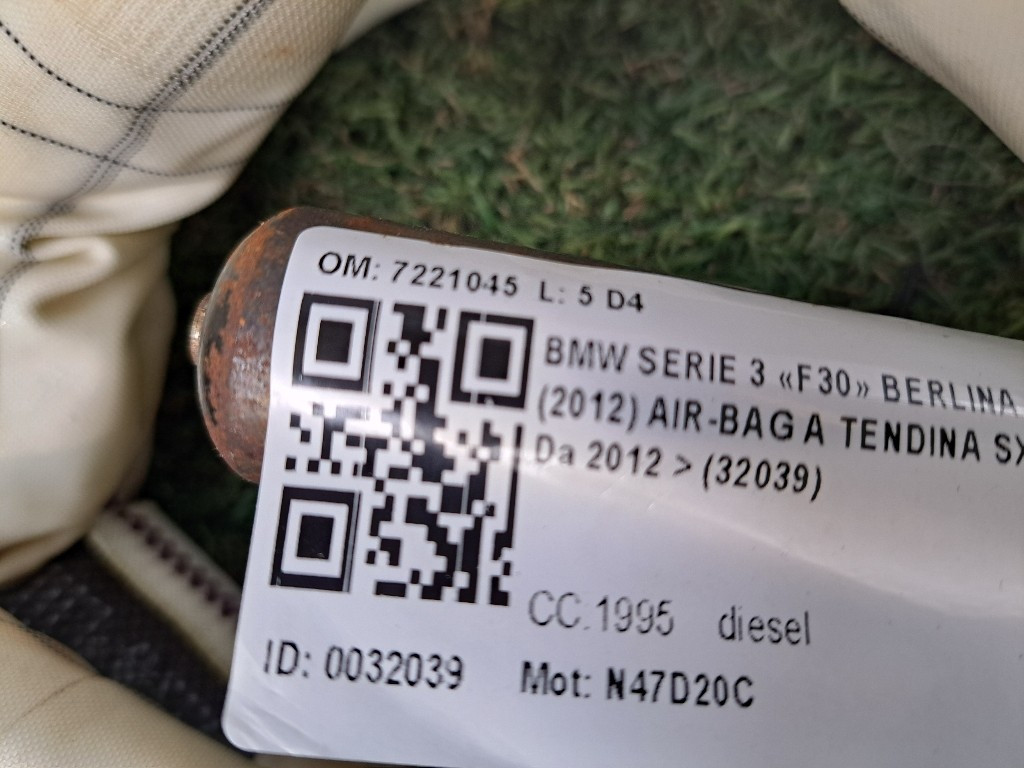 OM: 7221045 L: 5 D4
BMW SERIE 3 «F30» BERLINA
(2012) AIR-BAG A TENDINA SX
Da 2012 > (32039)
CC.1995 diesel
ID: 0032039 Mot: N47D20C